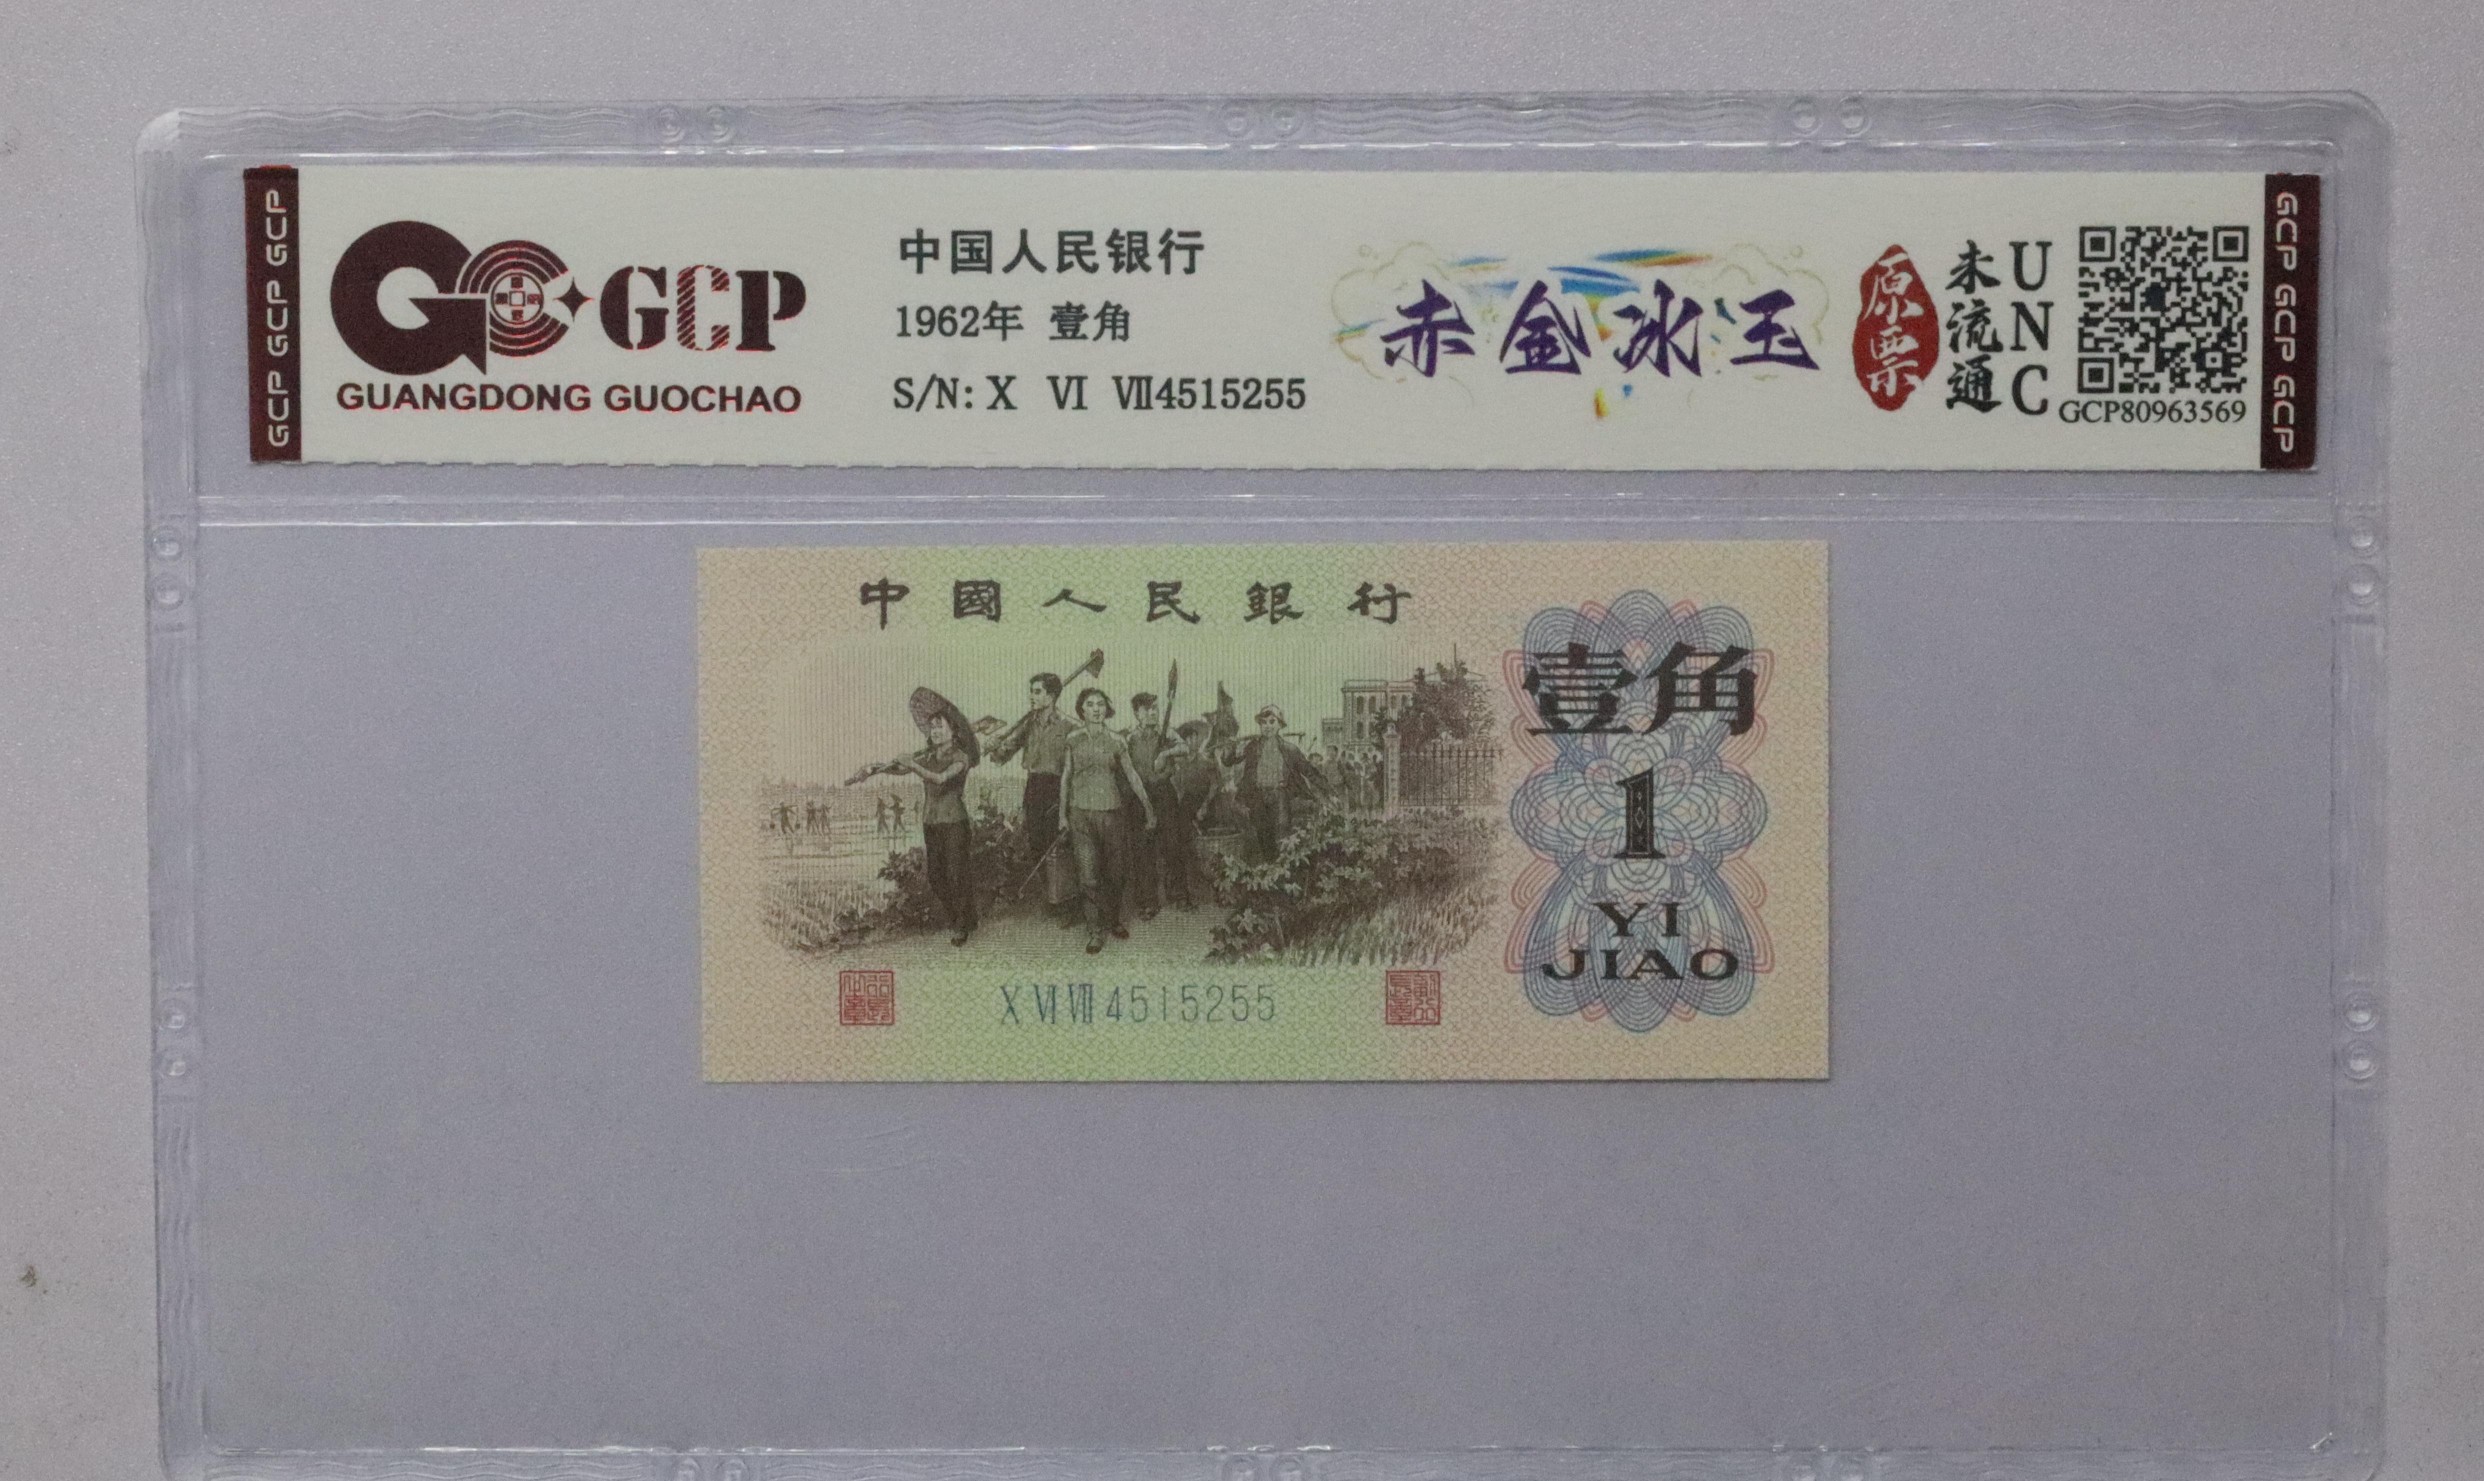 GCP GCP GCP
GCP
GUANGDONG GUOCHAO
中国人民银行
1962年 壹角
S/N: X VI VII4515255
赤金冰玉
原票
未流通
UNC
GCP80963569
GCP GCP GCP
中國人民銀行
壹角
1
YI
JIAO
X VI VII 4515255